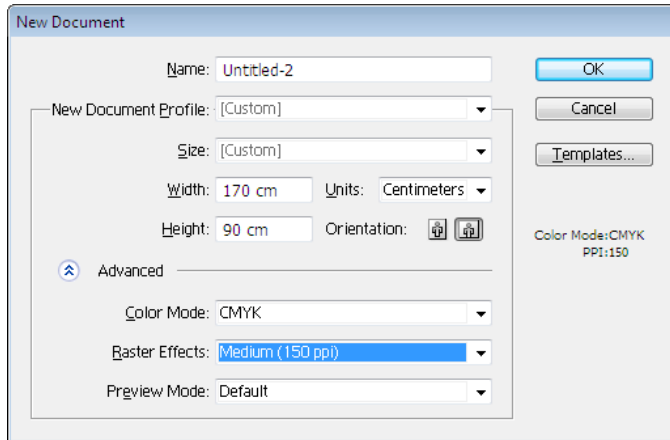 New Document
Name: Untitled-2
OK
New Document Profile: [Custom]
Cancel
Size: [Custom]
Templates...
Width: 170 cm Units: Centimeters
Height: 90 cm Orientation:
Color Mode:CMYK
PPI:150
Advanced
Color Mode: CMYK
Raster Effects: Medium (150 ppi)
Preview Mode: Default